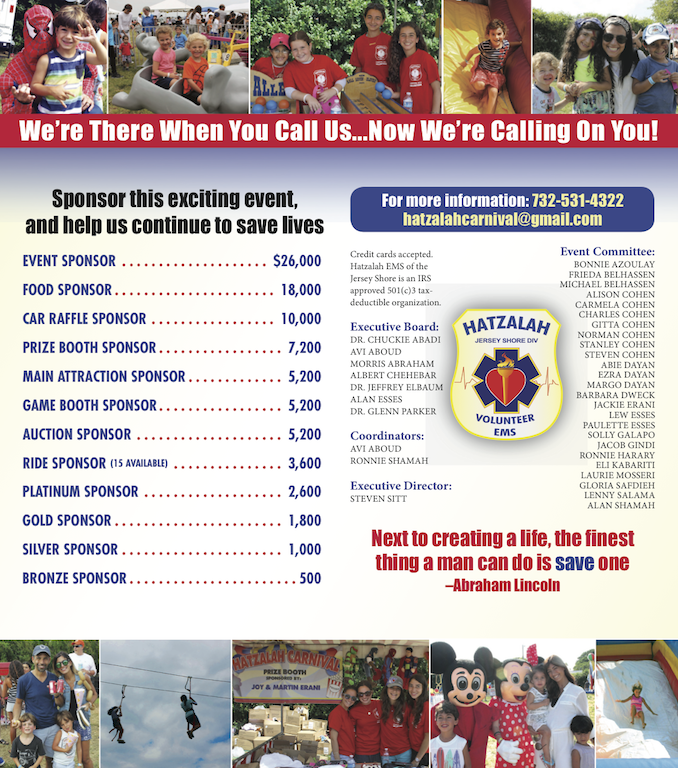 We're There When You Call Us...Now We're Calling On You!
Sponsor this exciting event,
and help us continue to save lives
EVENT SPONSOR .................... $26,000
FOOD SPONSOR ....................... 18,000
CAR RAFFLE SPONSOR ................. 10,000
PRIZE BOOTH SPONSOR ................... 7,200
MAIN ATTRACTION SPONSOR ............... 5,200
GAME BOOTH SPONSOR ................... 5,200
AUCTION SPONSOR ...................... 5,200
RIDE SPONSOR (15 AVAILABLE) ................ 3,600
PLATINUM SPONSOR ..................... 2,600
GOLD SPONSOR ......................... 1,800
SILVER SPONSOR ........................ 1,000
BRONZE SPONSOR ....................... 500
For more information: 732-531-4322
hatzalahcarnival@gmail.com
Credit cards accepted.
Hatzalah EMS of the
Jersey Shore is an IRS
approved 501(c)3 tax-
deductible organization.
Executive Board:
DR. CHUCKIE ABADI
AVI ABOUD
MORRIS ABRAHAM
ALBERT CHEHEBAR
DR. JEFFREY ELBAUM
ALAN ESSES
DR. GLENN PARKER
Coordinators:
AVI ABOUD
RONNIE SHAMAH
Executive Director:
STEVEN SITT
HATZALAH
JERSEY SHORE DIV
VOLUNTEER
EMS
Event Committee:
BONNIE AZOULAY
FRIEDA BELHASSEN
MICHAEL BELHASSEN
ALISON COHEN
CARMELA COHEN
CHARLES COHEN
GITTA COHEN
NORMAN COHEN
STANLEY COHEN
STEVEN COHEN
ABIE DAYAN
EZRA DAYAN
MARGO DAYAN
BARBARA DWECK
JACKIE ERANI
LEW ESSES
PAULETTE ESSES
SOLLY GALAPO
JACOB GINDI
RONNIE HARARY
ELI KABARITI
LAURIE MOSSERI
GLORIA SAFDIEH
LENNY SALAMA
ALAN SHAMAH
Next to creating a life, the finest
thing a man can do is save one
–Abraham Lincoln
HATZALAH CARNIVAL
PRIZE BOOTH
SPONSORED BY:
JOY & MARTIN ERANI